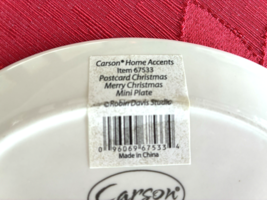 Carson® Home Accents
Item 67533
Postcard Christmas
Merry Christmas
Mini Plate
© Robin Davis Studio
0 96069 67533 4
Made in China
Carson®